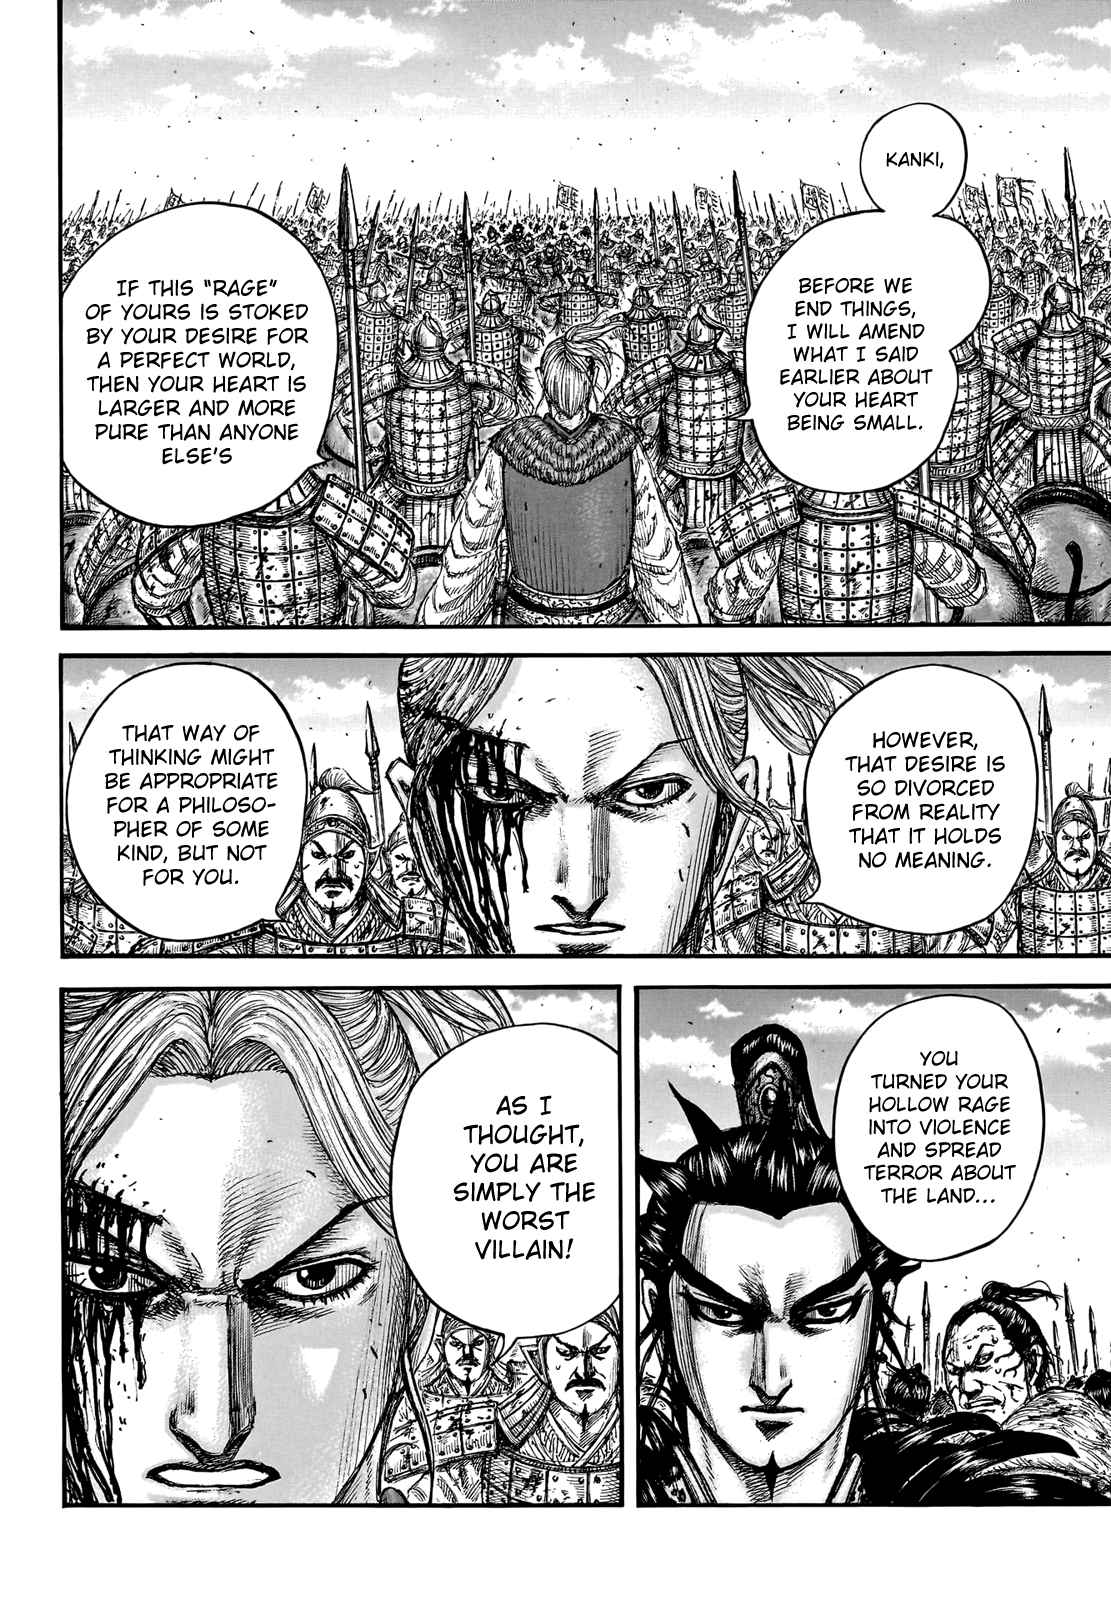 KANKI,
BEFORE WE
END THINGS,
I WILL AMEND
WHAT I SAID
EARLIER ABOUT
YOUR HEART
BEING SMALL.
IF THIS "RAGE"
OF YOURS IS STOKED
BY YOUR DESIRE FOR
A PERFECT WORLD,
THEN YOUR HEART IS
LARGER AND MORE
PURE THAN ANYONE
ELSE'S
HOWEVER,
THAT DESIRE IS
SO DIVORCED
FROM REALITY
THAT IT HOLDS
NO MEANING.
THAT WAY OF
THINKING MIGHT
BE APPROPRIATE
FOR A PHILOSO-
PHER OF SOME
KIND, BUT NOT
FOR YOU.
YOU
TURNED YOUR
HOLLOW RAGE
INTO VIOLENCE
AND SPREAD
TERROR ABOUT
THE LAND...
AS I
THOUGHT,
YOU ARE
SIMPLY THE
WORST
VILLAIN!